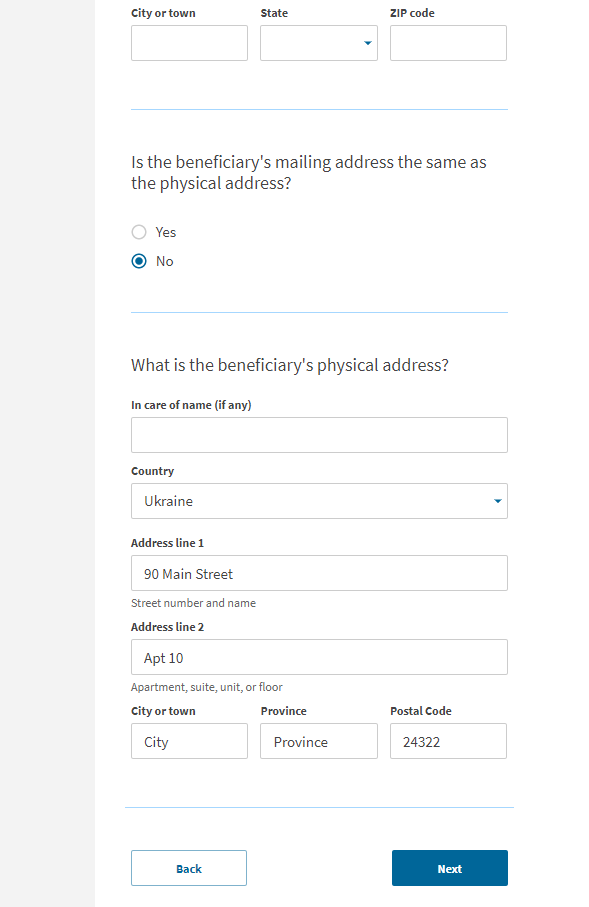 City or town State ZIP code
Is the beneficiary's mailing address the same as
the physical address?
Yes
No
What is the beneficiary's physical address?
In care of name (if any)
Country
Ukraine
Address line 1
90 Main Street
Street number and name
Address line 2
Apt 10
Apartment, suite, unit, or floor
City or town Province Postal Code
City Province 24322
Back Next